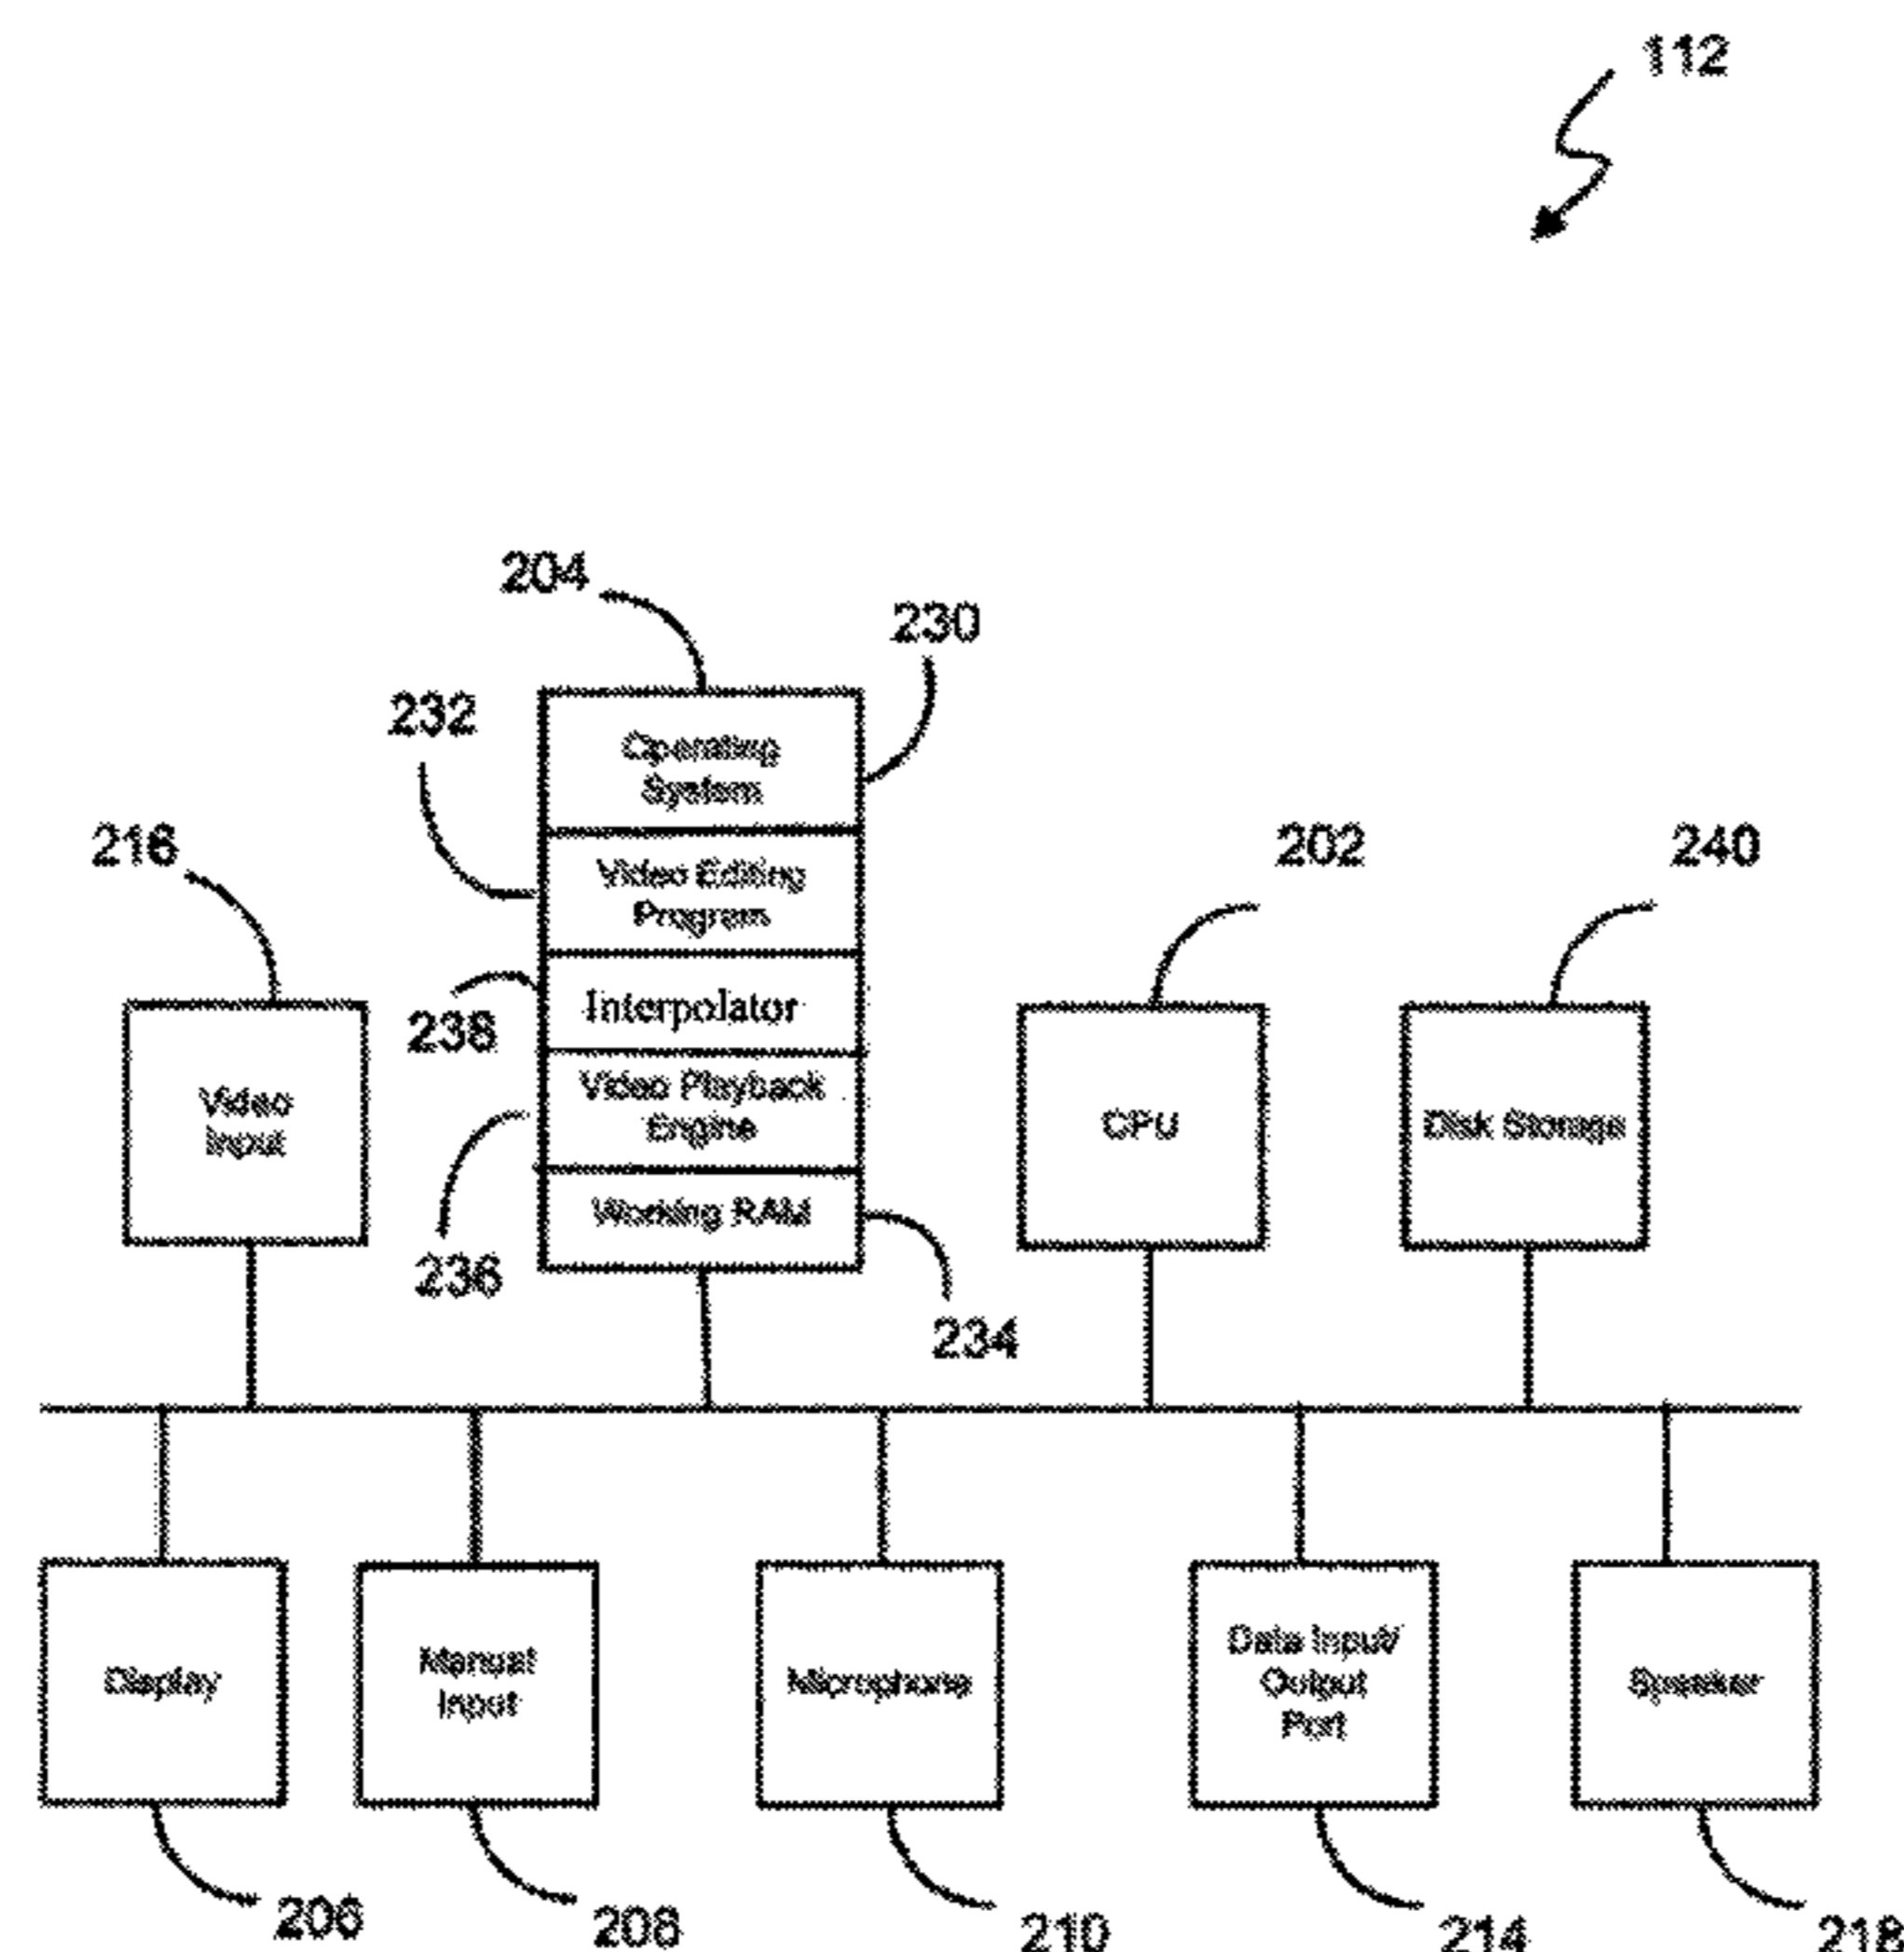 112
204
230
232
Operating
System
216
202
240
Video Editing
Program
238
Interpolator
Video
Input
Video Playback
Engine
CPU
Disk Storage
236
Working RAM
234
Display
Manual
Input
Microphone
Data Input/
Output
Port
Speaker
206
208
210
214
218